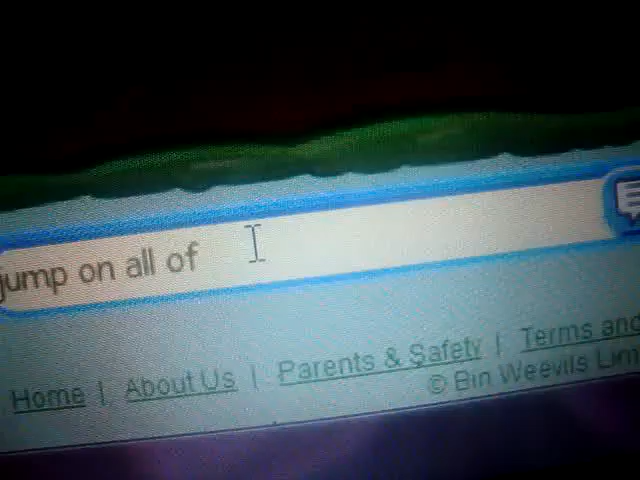 jump on all of
Home | About Us | Parents & Safety | Terms and
© Bin Weevils Lim